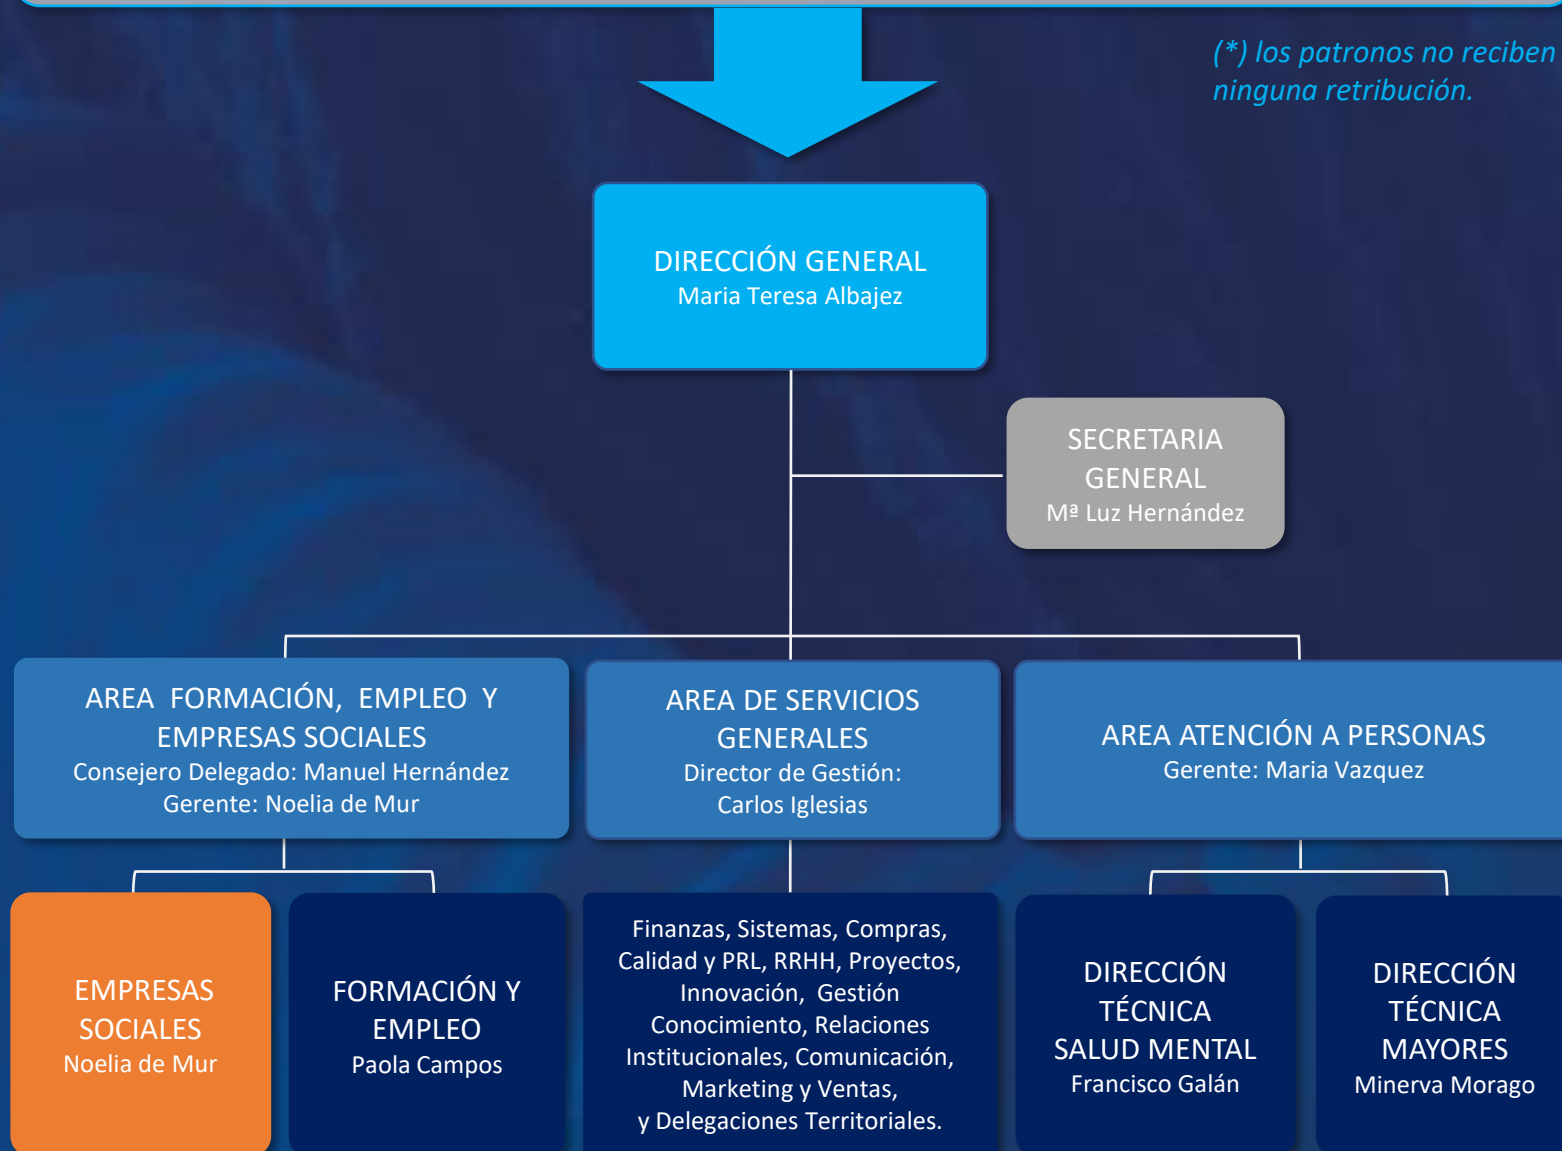 (*) los patronos no reciben
ninguna retribución.
DIRECCIÓN GENERAL
Maria Teresa Albajez
SECRETARIA
GENERAL
Mª Luz Hernández
AREA FORMACIÓN, EMPLEO Y
EMPRESAS SOCIALES
Consejero Delegado: Manuel Hernández
Gerente: Noelia de Mur
AREA DE SERVICIOS
GENERALES
Director de Gestión:
Carlos Iglesias
AREA ATENCIÓN A PERSONAS
Gerente: Maria Vazquez
EMPRESAS
SOCIALES
Noelia de Mur
FORMACIÓN Y
EMPLEO
Paola Campos
Finanzas, Sistemas, Compras,
Calidad y PRL, RRHH, Proyectos,
Innovación, Gestión
Conocimiento, Relaciones
Institucionales, Comunicación,
Marketing y Ventas,
y Delegaciones Territoriales.
DIRECCIÓN
TÉCNICA
SALUD MENTAL
Francisco Galán
DIRECCIÓN
TÉCNICA
MAYORES
Minerva Morago